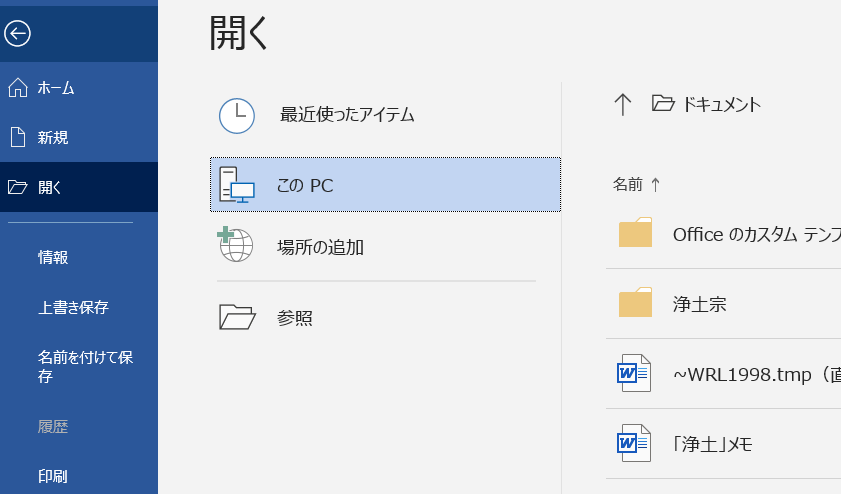 開く
ホーム
新規
開く
情報
上書き保存
名前を付けて保
存
履歴
印刷
最近使ったアイテム
この PC
場所の追加
参照
ドキュメント
名前
Office のカスタム テンプ
浄土宗
~WRL1998.tmp（直
「浄土」メモ